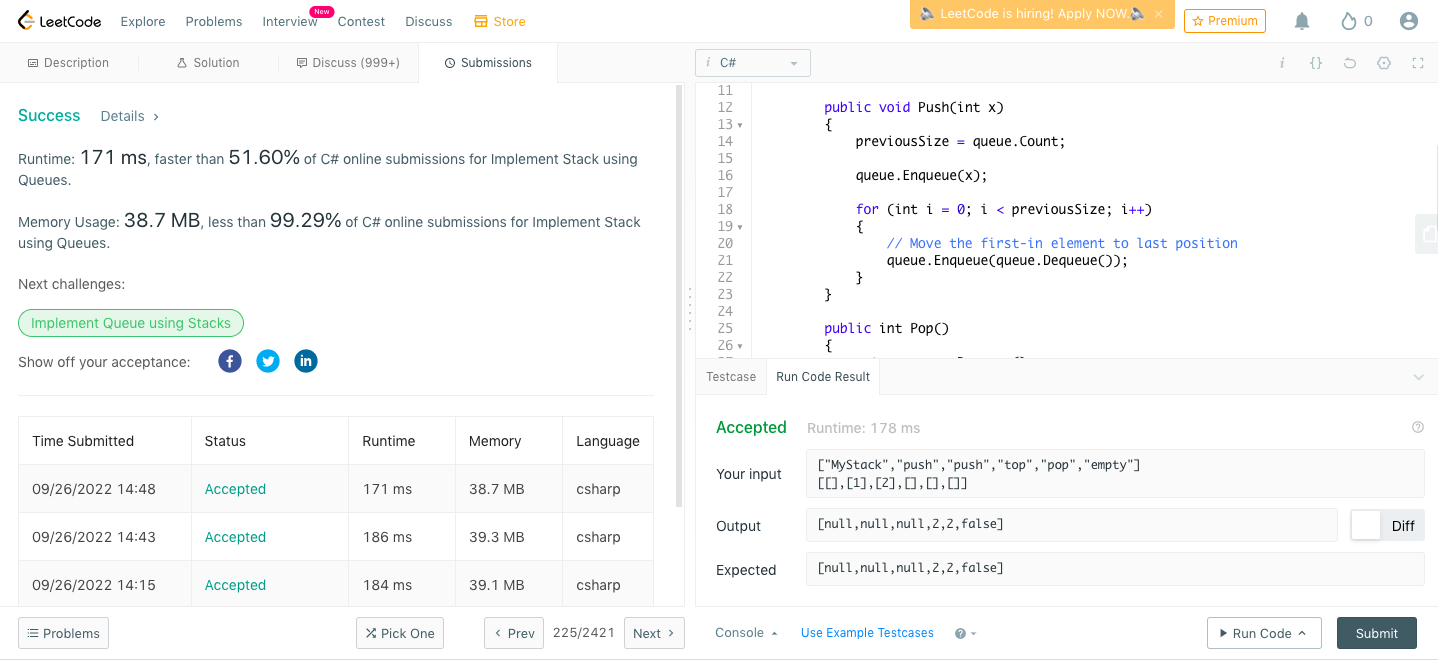 LeetCode Explore Problems Interview New Contest Discuss Store LeetCode is hiring! Apply NOW. × Premium 0
Description Solution Discuss (999+) Submissions
i C# i {}
Success Details >
Runtime: 171 ms, faster than 51.60% of C# online submissions for Implement Stack using
Queues.
Memory Usage: 38.7 MB, less than 99.29% of C# online submissions for Implement Stack
using Queues.
Next challenges:
Implement Queue using Stacks
Show off your acceptance: f in
Time Submitted Status Runtime Memory Language
09/26/2022 14:48 Accepted 171 ms 38.7 MB csharp
09/26/2022 14:43 Accepted 186 ms 39.3 MB csharp
09/26/2022 14:15 Accepted 184 ms 39.1 MB csharp
Problems Pick One < Prev 225/2421 Next >
11
12 public void Push(int x)
13 {
14 previousSize = queue.Count;
15
16 queue.Enqueue(x);
17
18 for (int i = 0; i < previousSize; i++)
19 {
20 // Move the first-in element to last position
21 queue.Enqueue(queue.Dequeue());
22 }
23 }
24
25 public int Pop()
26 {
Testcase Run Code Result
Accepted Runtime: 178 ms ?
Your input ["MyStack","push","push","top","pop","empty"]
[[],[1],[2],[],[],[]]
Output [null,null,null,2,2,false] Diff
Expected [null,null,null,2,2,false]
Console Use Example Testcases ? Run Code Submit